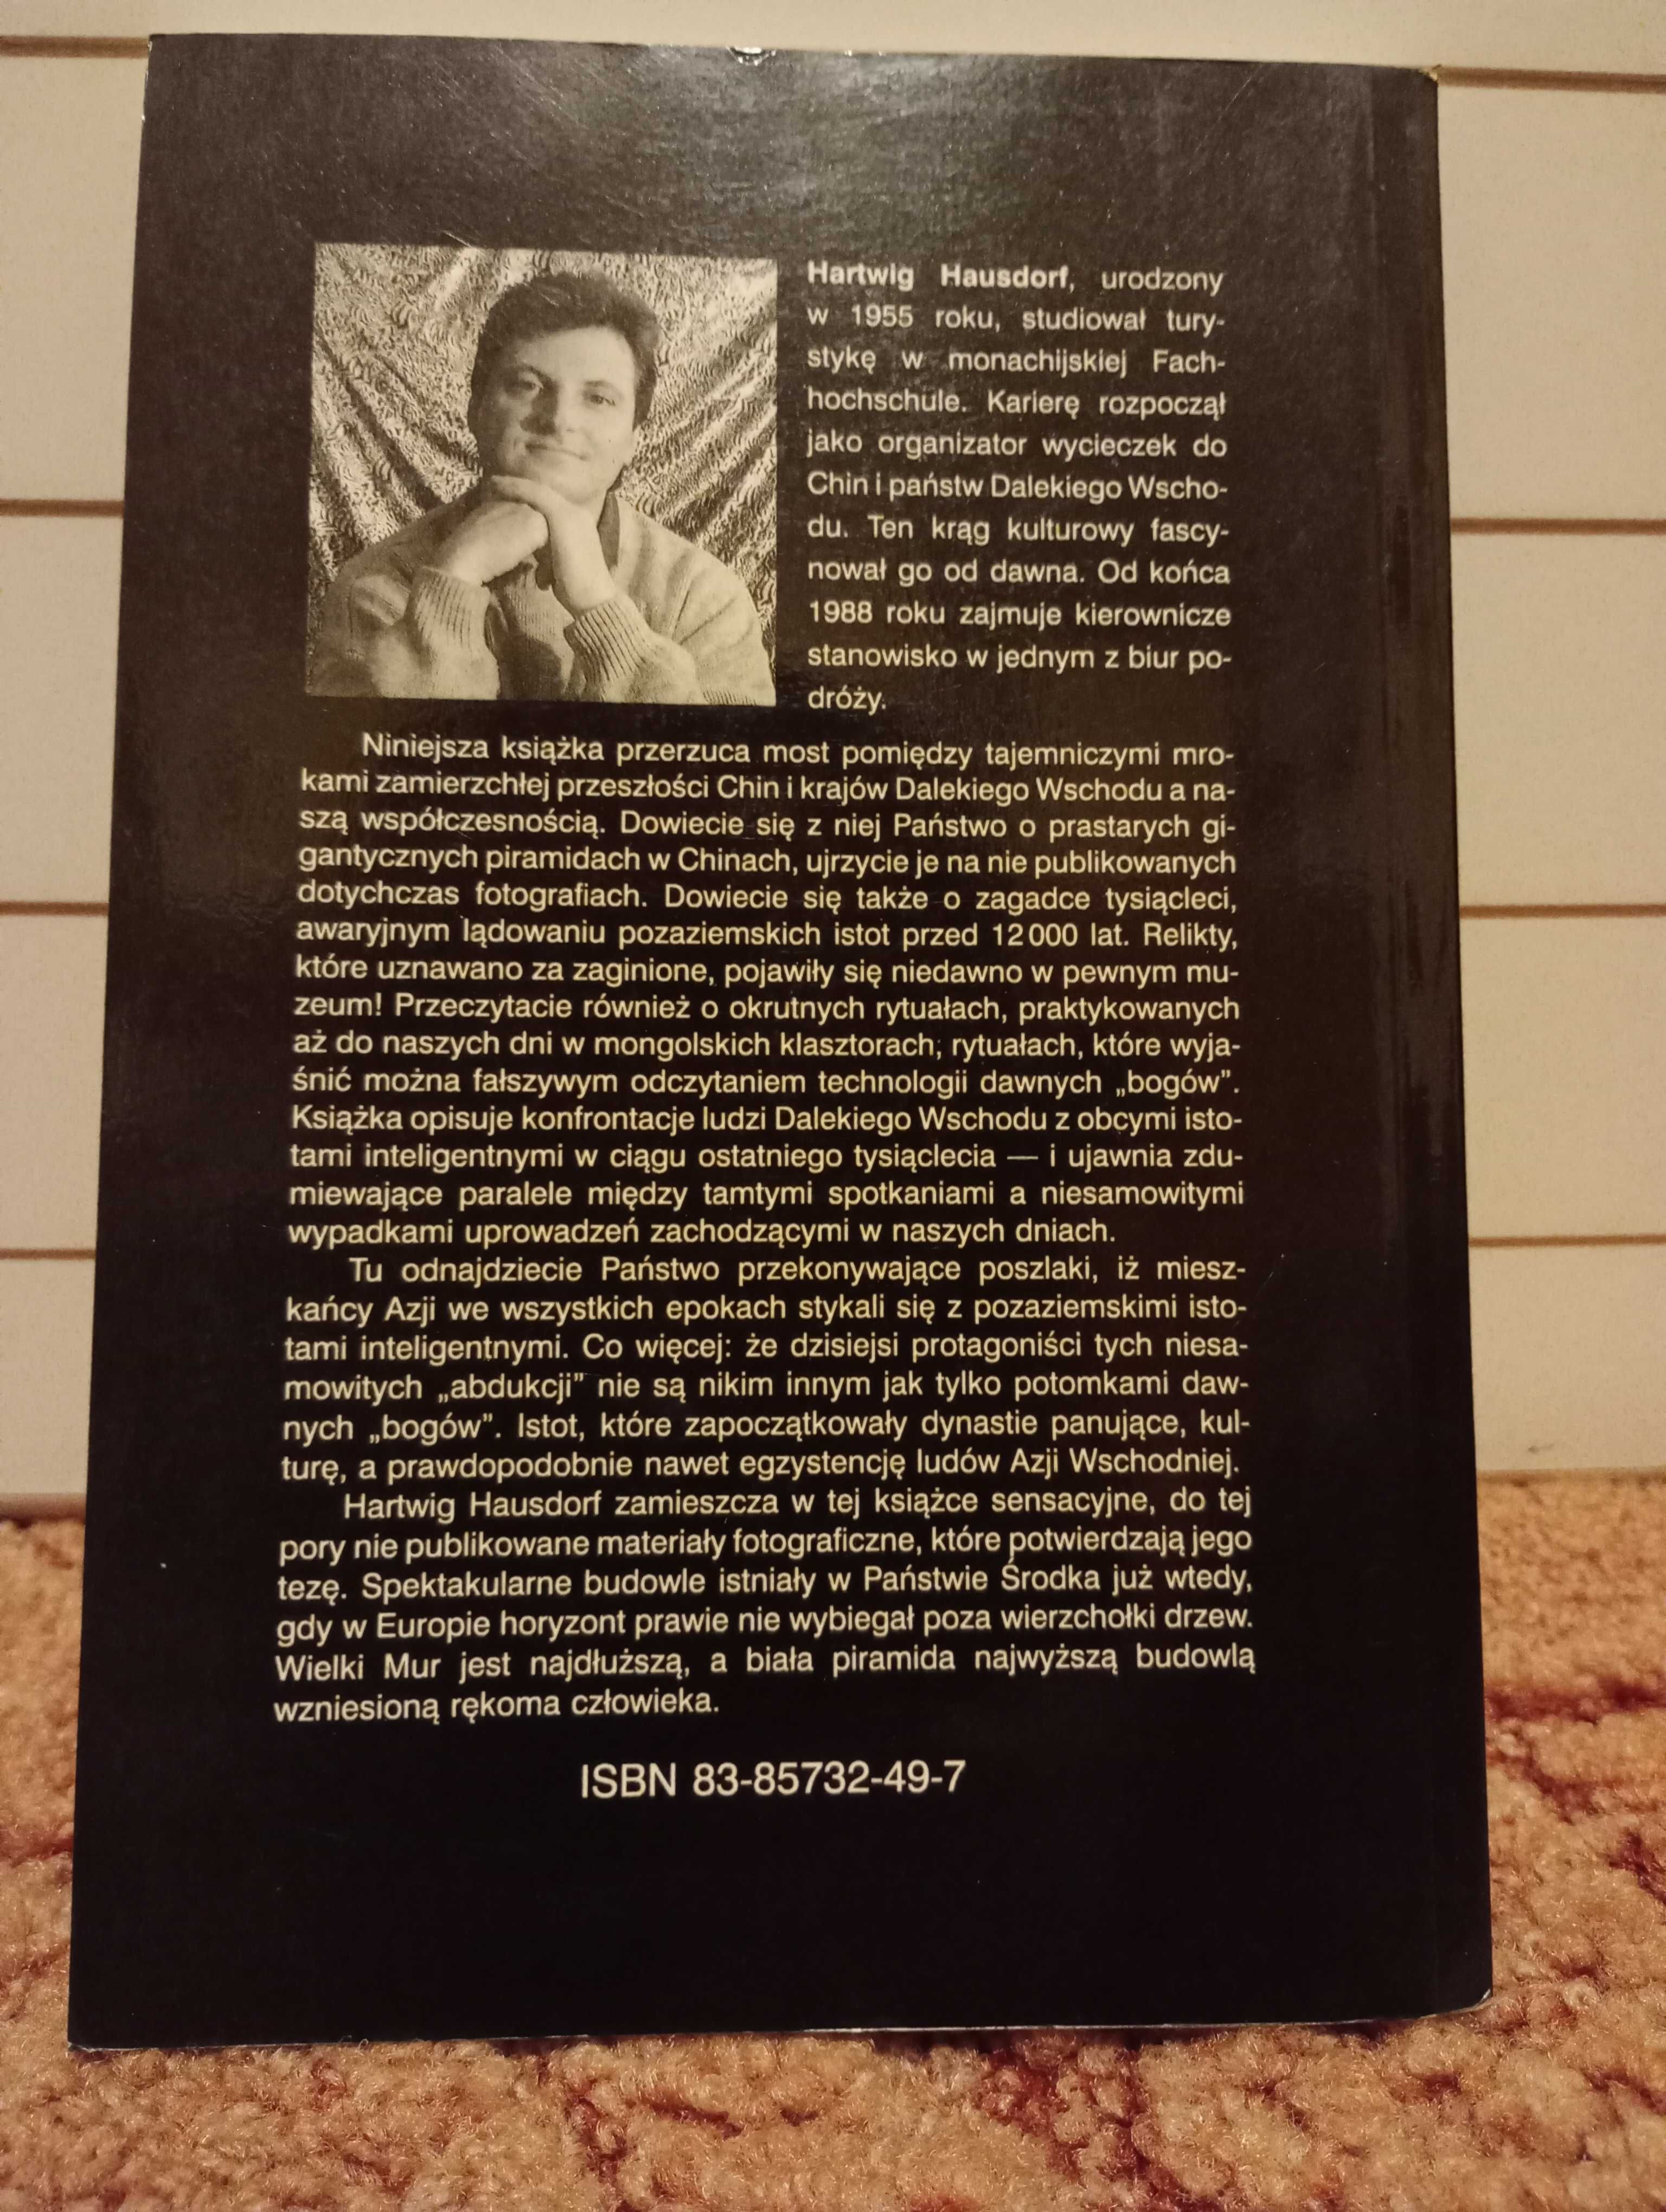 Hartwig Hausdorf, urodzony
w 1955 roku, studiował tury-
stykę w monachijskiej Fach-
hochschule. Karierę rozpoczął
jako organizator wycieczek do
Chin i państw Dalekiego Wscho-
du. Ten krąg kulturowy fascy-
nował go od dawna. Od końca
1988 roku zajmuje kierownicze
stanowisko w jednym z biur po-
dróży.
Niniejsza książka przerzuca most pomiędzy tajemniczymi mro-
kami zamierzchłej przeszłości Chin i krajów Dalekiego Wschodu a na-
szą współczesnością. Dowiecie się z niej Państwo o prastarych gi-
gantycznych piramidach w Chinach, ujrzycie je na nie publikowanych
dotychczas fotografiach. Dowiecie się także o zagadce tysiącleci,
awaryjnym lądowaniu pozaziemskich istot przed 12 000 lat. Relikty,
które uznawano za zaginione, pojawiły się niedawno w pewnym mu-
zeum! Przeczytacie również o okrutnych rytuałach, praktykowanych
aż do naszych dni w mongolskich klasztorach; rytuałach, które wyja-
śnić można fałszywym odczytaniem technologii dawnych „bogów”.
Książka opisuje konfrontacje ludzi Dalekiego Wschodu z obcymi isto-
tami inteligentnymi w ciągu ostatniego tysiąclecia — i ujawnia zdu-
miewające paralele między tamtymi spotkaniami a niesamowitymi
wypadkami uprowadzeń zachodzącymi w naszych dniach.
Tu odnajdziecie Państwo przekonywające poszlaki, iż miesz-
kańcy Azji we wszystkich epokach stykali się z pozaziemskimi isto-
tami inteligentnymi. Co więcej: że dzisiejsi protagoniści tych niesa-
mowitych „abdukcji” nie są nikim innym jak tylko potomkami daw-
nych „bogów”. Istot, które zapoczątkowały dynastie panujące, kul-
turę, a prawdopodobnie nawet egzystencję ludów Azji Wschodniej.
Hartwig Hausdorf zamieszcza w tej książce sensacyjne, do tej
pory nie publikowane materiały fotograficzne, które potwierdzają jego
tezę. Spektakularne budowle istniały w Państwie Środka już wtedy,
gdy w Europie horyzont prawie nie wybiegał poza wierzchołki drzew.
Wielki Mur jest najdłuższą, a biała piramida najwyższą budowlą
wzniesioną rękoma człowieka.
ISBN 83-85732-49-7